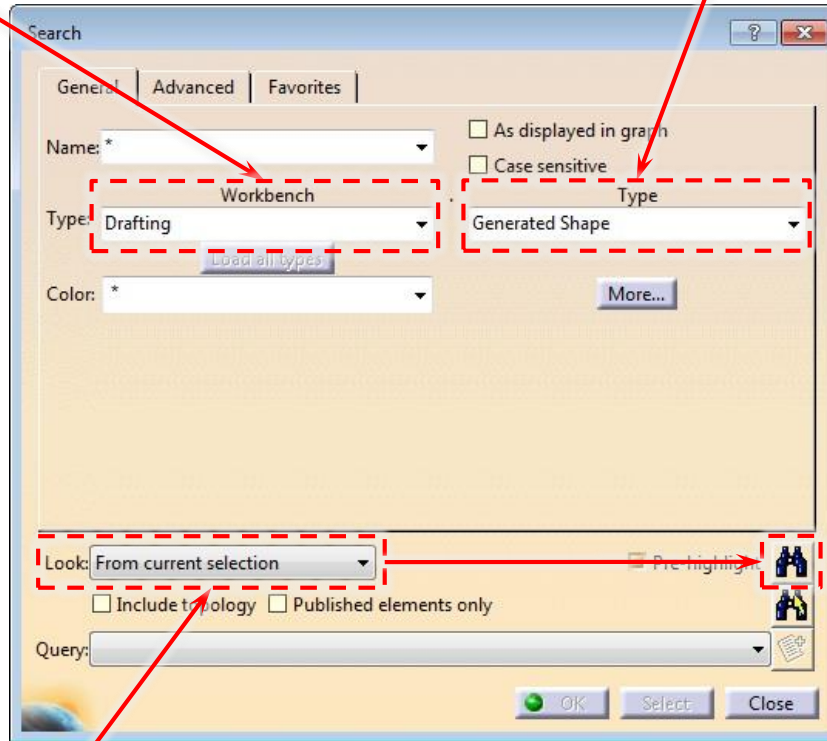 Search
General Advanced Favorites
Name: *
As displayed in graph
Case sensitive
Workbench . Type
Type: Drafting Generated Shape
Load all types
Color: * More...
Look: From current selection Pre-highlight
Include topology Published elements only
Query:
OK Select Close